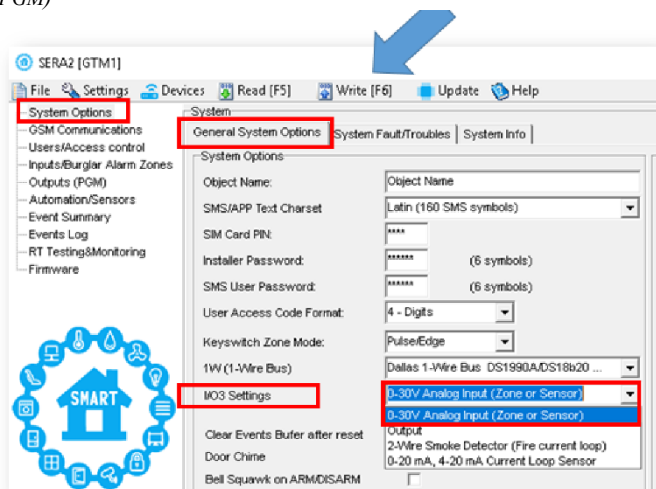 PGM)
SERA2 [GTM1]
File Settings Devices Read [F5] Write [F6] Update Help
System Options
GSM Communications
Users/Access control
Inputs/Burglar Alarm Zones
Outputs (PGM)
Automation/Sensors
Event Summary
Events Log
RT Testing&Monitoring
Firmware
SMART
System
General System Options System Fault/Troubles System Info
System Options
Object Name: Object Name
SMS/APP Text Charset Latin (160 SMS symbols)
SIM Card PIN: ****
Installer Password: ****** (6 symbols)
SMS User Password: ****** (6 symbols)
User Access Code Format: 4 - Digits
Keyswitch Zone Mode: Pulse/Edge
1W (1-Wire Bus) Dallas 1-Wire Bus DS1990A/DS18b20 ...
I/O3 Settings 0-30V Analog Input (Zone or Sensor)
0-30V Analog Input (Zone or Sensor)
Output
2-Wire Smoke Detector (Fire current loop)
0-20 mA, 4-20 mA Current Loop Sensor
Clear Events Bufer after reset
Door Chime
Bell Squawk on ARM/DISARM